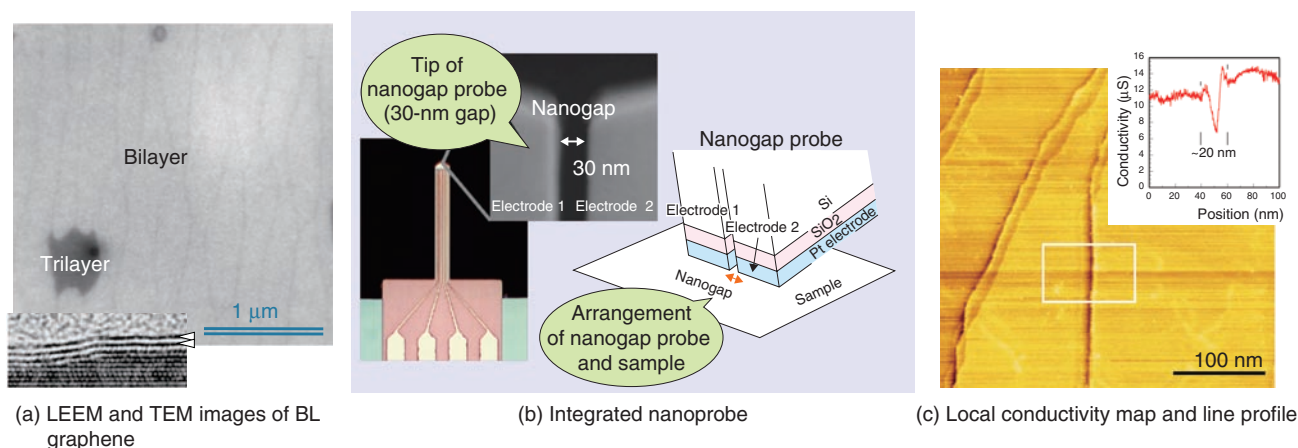 Bilayer
Trilayer
1 μm
(a) LEEM and TEM images of BL
graphene
Tip of
nanogap probe
(30-nm gap)
Nanogap
30 nm
Electrode 1
Electrode 2
Nanogap probe
Si
SiO2
Pt electrode
Electrode 1
Electrode 2
Nanogap
Sample
Arrangement
of nanogap probe
and sample
(b) Integrated nanoprobe
Conductivity (μS)
16
14
12
10
8
6
4
2
0
~20 nm
0 20 40 60 80 100
Position (nm)
100 nm
(c) Local conductivity map and line profile